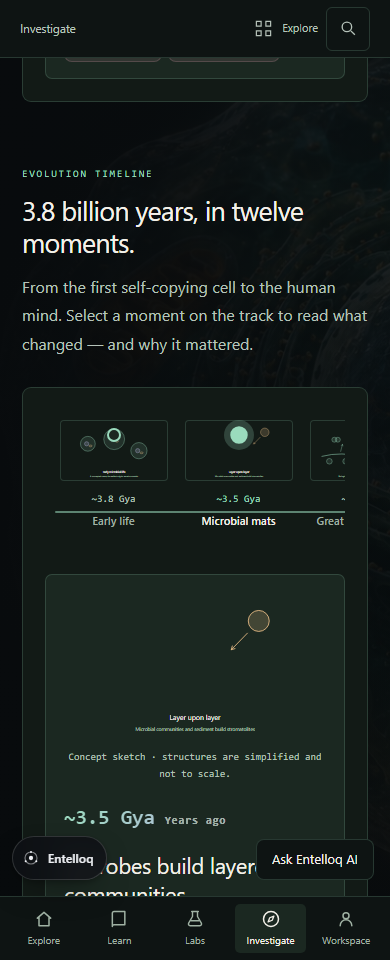 Investigate
Explore
EVOLUTION TIMELINE
3.8 billion years, in twelve
moments.
From the first self-copying cell to the human
mind. Select a moment on the track to read what
changed — and why it mattered.
~3.8 Gya
~3.5 Gya
~
Early life
Microbial mats
Great
Layer upon layer
Microbial communities and sediment build stromatolites
Concept sketch · structures are simplified and
not to scale.
~3.5 Gya Years ago
obes build layer
communities
Entelloq
Ask Entelloq AI
Explore
Learn
Labs
Investigate
Workspace